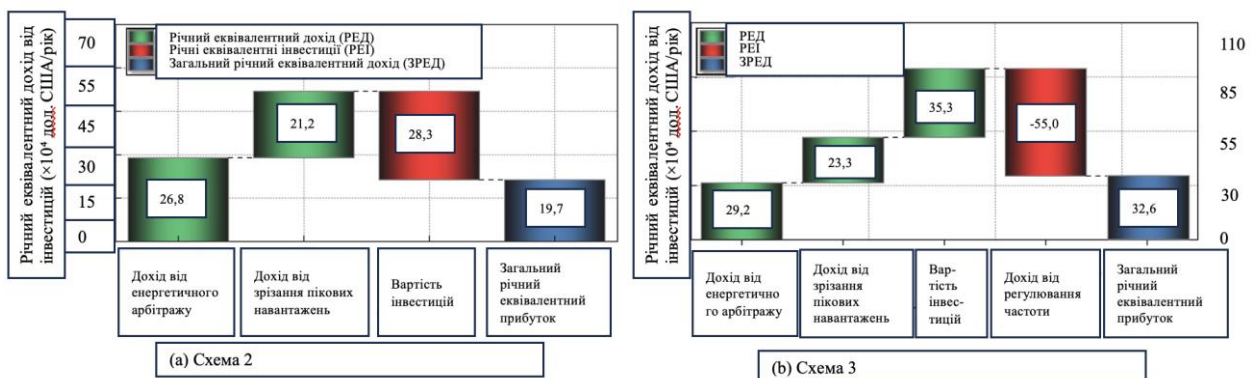 Річний еквівалентний дохід від
інвестицій (×10⁴ дол. США/рік)
70
55
45
30
15
0
Річний еквівалентний дохід (РЕД)
Річні еквівалентні інвестиції (РЕІ)
Загальний річний еквівалентний дохід (ЗРЕД)
26,8
21,2
28,3
19,7
Дохід від
енергетичного
арбітражу
Дохід від
зрізання пікових
навантажень
Вартість
інвестицій
Загальний
річний
еквівалентний
прибуток
(a) Схема 2
Річний еквівалентний дохід від
інвестицій (×10⁴ дол. США/рік)
РЕД
РЕІ
ЗРЕД
110
85
55
30
0
29,2
23,3
35,3
-55,0
32,6
Дохід від
енергетично
го арбітражу
Дохід від
зрізання
пікових
навантажень
Вар-
тість
інвес-
тицій
Дохід від
регулювання
частоти
Загальний
річний
еквівалентний
прибуток
(b) Схема 3